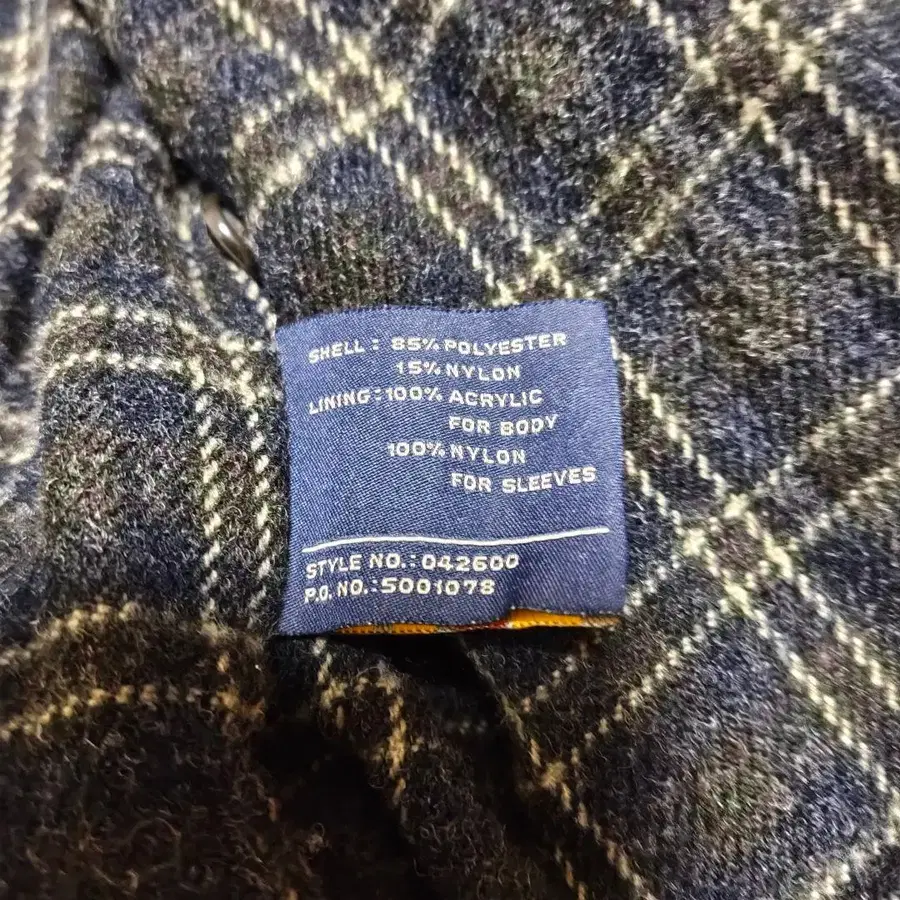 SHELL: 85% POLYESTER
15% NYLON
LINING: 100% ACRYLIC
FOR BODY
100% NYLON
FOR SLEEVES
STYLE NO.: 042600
P.O. NO.: 5001078